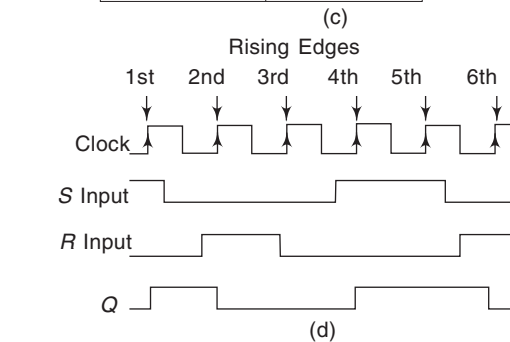 (c)
Rising Edges
1st 2nd 3rd 4th 5th 6th
Clock
S Input
R Input
Q
(d)